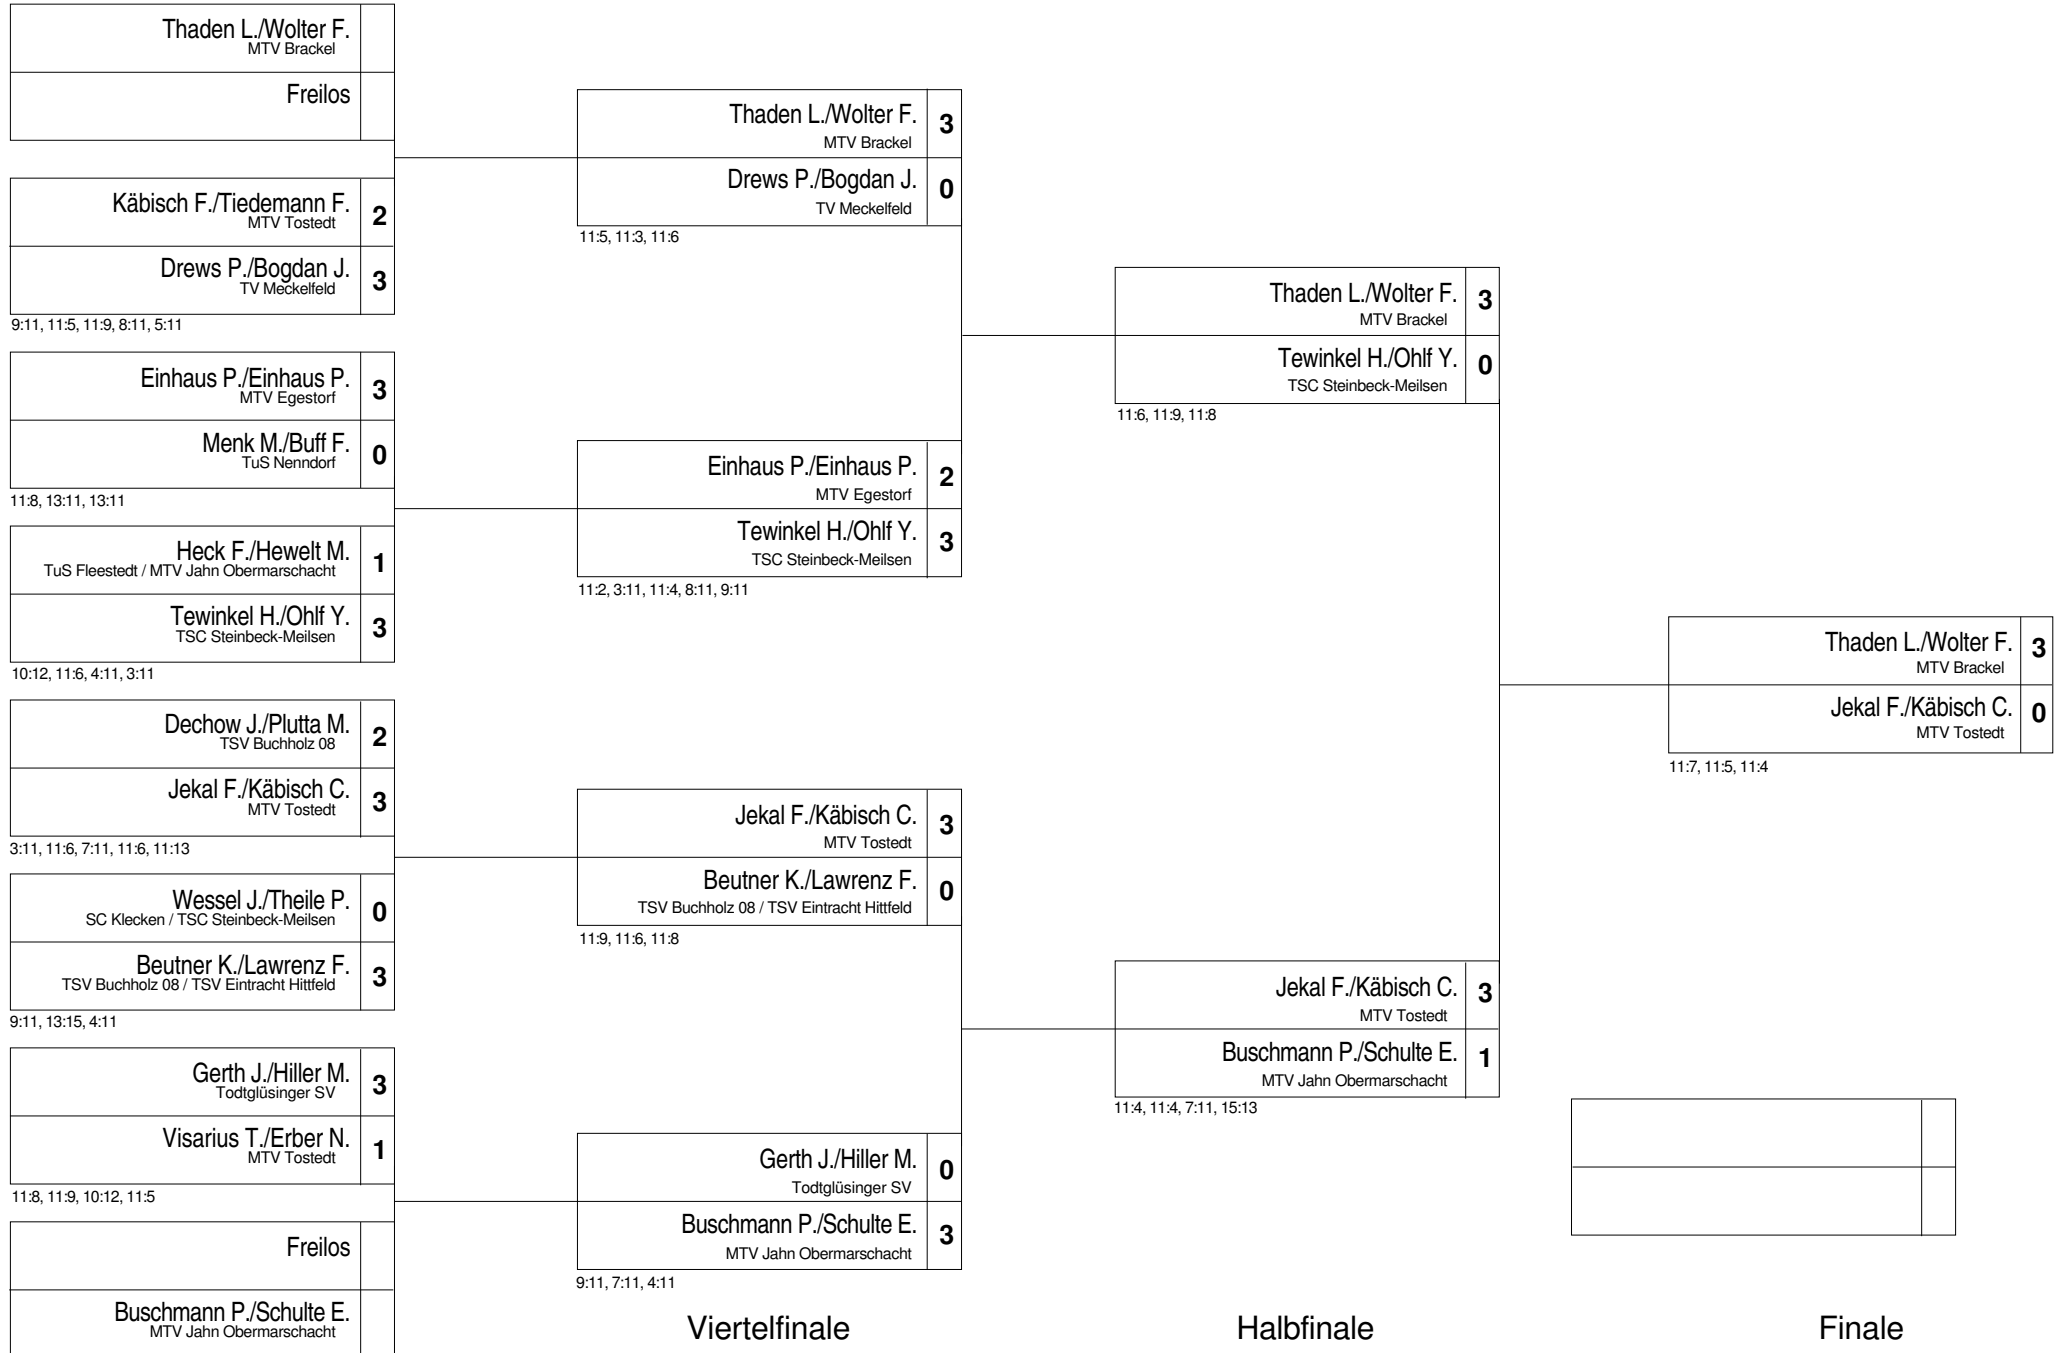 Thaden L./Wolter F.
MTV Brackel
Freilos
Käbisch F./Tiedemann F.
MTV Tostedt
2
Drews P./Bogdan J.
TV Meckelfeld
3
9:11, 11:5, 11:9, 8:11, 5:11
Einhaus P./Einhaus P.
MTV Egestorf
3
Menk M./Buff F.
TuS Nenndorf
0
11:8, 13:11, 13:11
Heck F./Hewelt M.
TuS Fleestedt / MTV Jahn Obermarschacht
1
Tewinkel H./Ohlf Y.
TSC Steinbeck-Meilsen
3
10:12, 11:6, 4:11, 3:11
Dechow J./Plutta M.
TSV Buchholz 08
2
Jekal F./Käbisch C.
MTV Tostedt
3
3:11, 11:6, 7:11, 11:6, 11:13
Wessel J./Theile P.
SC Klecken / TSC Steinbeck-Meilsen
0
Beutner K./Lawrenz F.
TSV Buchholz 08 / TSV Eintracht Hittfeld
3
9:11, 13:15, 4:11
Gerth J./Hiller M.
Todtglüsinger SV
3
Visarius T./Erber N.
MTV Tostedt
1
11:8, 11:9, 10:12, 11:5
Freilos
Buschmann P./Schulte E.
MTV Jahn Obermarschacht
Thaden L./Wolter F.
MTV Brackel
3
Drews P./Bogdan J.
TV Meckelfeld
0
11:5, 11:3, 11:6
Einhaus P./Einhaus P.
MTV Egestorf
2
Tewinkel H./Ohlf Y.
TSC Steinbeck-Meilsen
3
11:2, 3:11, 11:4, 8:11, 9:11
Jekal F./Käbisch C.
MTV Tostedt
3
Beutner K./Lawrenz F.
TSV Buchholz 08 / TSV Eintracht Hittfeld
0
11:9, 11:6, 11:8
Gerth J./Hiller M.
Todtglüsinger SV
0
Buschmann P./Schulte E.
MTV Jahn Obermarschacht
3
9:11, 7:11, 4:11
Viertelfinale
Thaden L./Wolter F.
MTV Brackel
3
Tewinkel H./Ohlf Y.
TSC Steinbeck-Meilsen
0
11:6, 11:9, 11:8
Jekal F./Käbisch C.
MTV Tostedt
3
Buschmann P./Schulte E.
MTV Jahn Obermarschacht
1
11:4, 11:4, 7:11, 15:13
Halbfinale
Thaden L./Wolter F.
MTV Brackel
3
Jekal F./Käbisch C.
MTV Tostedt
0
11:7, 11:5, 11:4
Finale